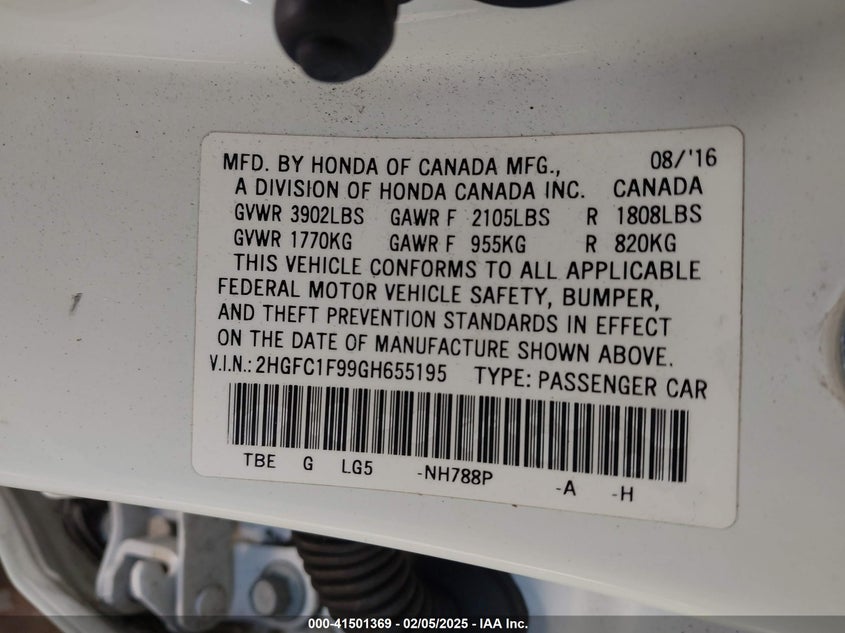 MFD. BY HONDA OF CANADA MFG., 08/'16
A DIVISION OF HONDA CANADA INC. CANADA
GVWR 3902LBS GAWR F 2105LBS R 1808LBS
GVWR 1770KG GAWR F 955KG R 820KG
THIS VEHICLE CONFORMS TO ALL APPLICABLE
FEDERAL MOTOR VEHICLE SAFETY, BUMPER,
AND THEFT PREVENTION STANDARDS IN EFFECT
ON THE DATE OF MANUFACTURE SHOWN ABOVE.
V.I.N.: 2HGFC1F99GH655195 TYPE: PASSENGER CAR
TBE G LG5 -NH788P -A -H
000-41501369 - 02/05/2025 - IAA Inc.